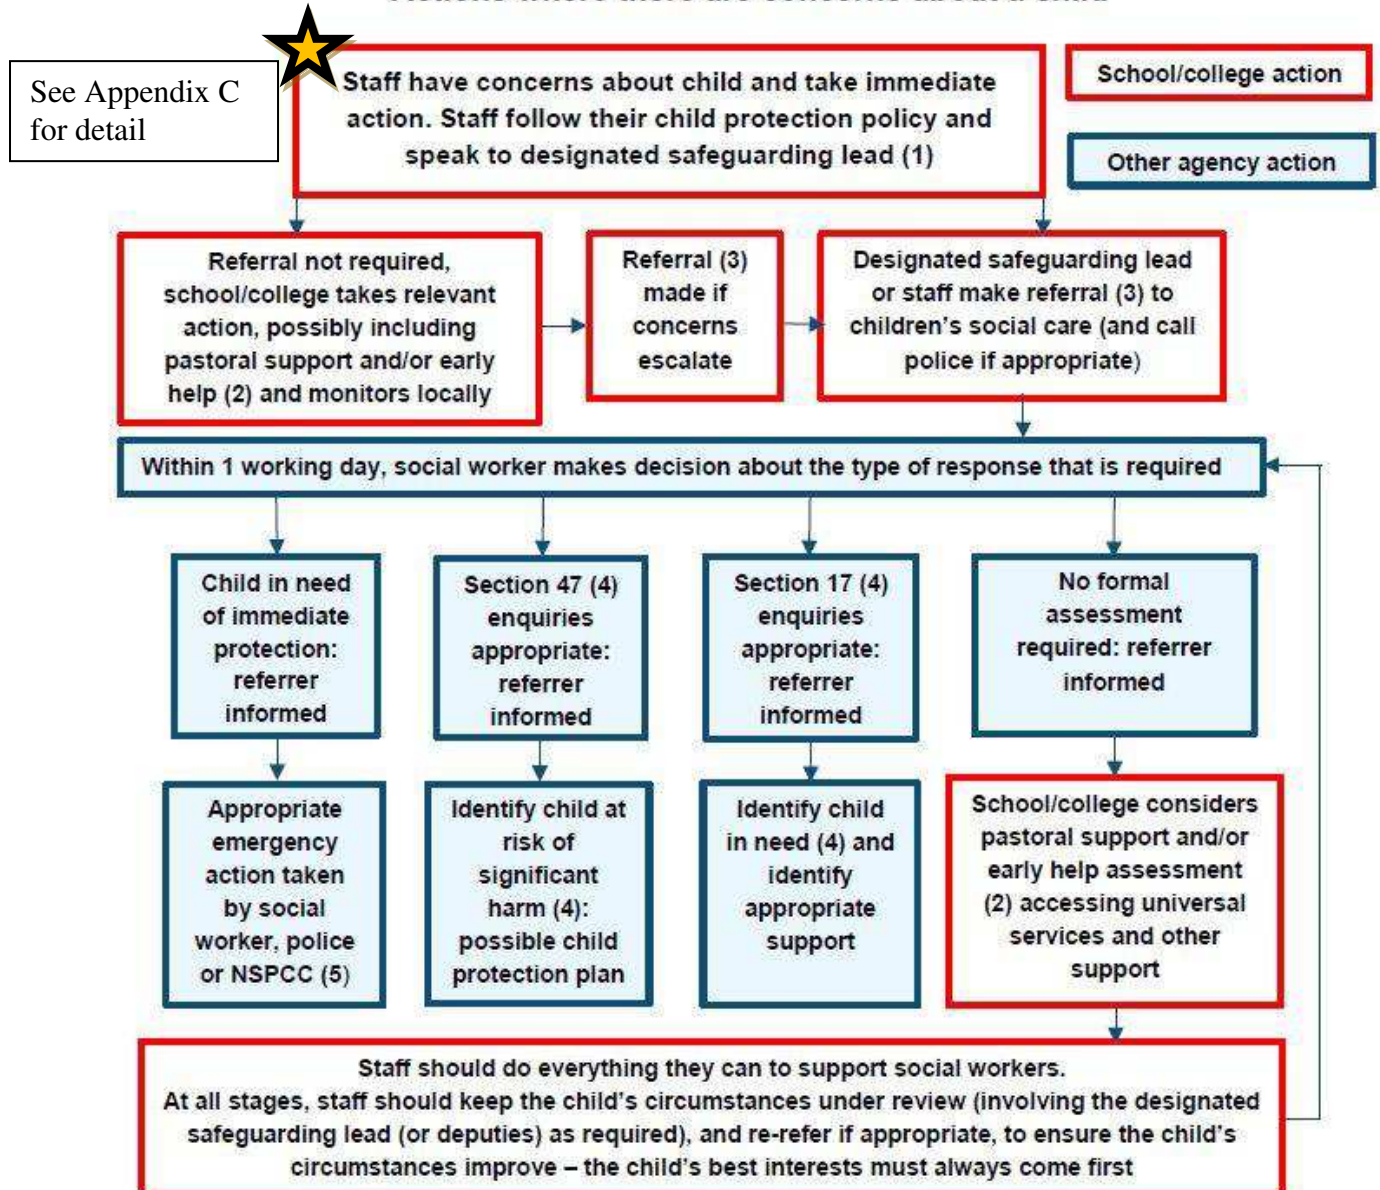 See Appendix C
for detail
Staff have concerns about child and take immediate
action. Staff follow their child protection policy and
speak to designated safeguarding lead (1)
School/college action
Other agency action
Referral not required,
school/college takes relevant
action, possibly including
pastoral support and/or early
help (2) and monitors locally
Referral (3)
made if
concerns
escalate
Designated safeguarding lead
or staff make referral (3) to
children's social care (and call
police if appropriate)
Within 1 working day, social worker makes decision about the type of response that is required
Child in need
of immediate
protection:
referrer
informed
Section 47 (4)
enquiries
appropriate:
referrer
informed
Section 17 (4)
enquiries
appropriate:
referrer
informed
No formal
assessment
required: referrer
informed
Appropriate
emergency
action taken
by social
worker, police
or NSPCC (5)
Identify child at
risk of
significant
harm (4):
possible child
protection plan
Identify child
in need (4) and
identify
appropriate
support
School/college considers
pastoral support and/or
early help assessment
(2) accessing universal
services and other
support
Staff should do everything they can to support social workers.
At all stages, staff should keep the child's circumstances under review (involving the designated
safeguarding lead (or deputies) as required), and re-refer if appropriate, to ensure the child's
circumstances improve – the child's best interests must always come first